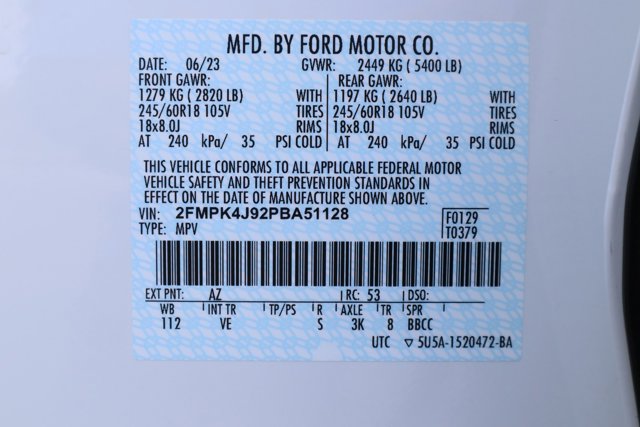 MFD. BY FORD MOTOR CO.
DATE: 06/23 GVWR: 2449 KG ( 5400 LB)
FRONT GAWR: REAR GAWR:
1279 KG ( 2820 LB) WITH 1197 KG ( 2640 LB) WITH
245/60R18 105V TIRES 245/60R18 105V TIRES
18x8.0J RIMS 18x8.0J RIMS
AT 240 kPa/ 35 PSI COLD AT 240 kPa/ 35 PSI COLD
THIS VEHICLE CONFORMS TO ALL APPLICABLE FEDERAL MOTOR
VEHICLE SAFETY AND THEFT PREVENTION STANDARDS IN
EFFECT ON THE DATE OF MANUFACTURE SHOWN ABOVE.
VIN: 2FMPK4J92PBA51128 F0129
TYPE: MPV T0379
EXT PNT: AZ RC: 53 DSO:
WB INT TR TP/PS R AXLE TR SPR
112 VE S 3K 8 BBCC
UTC ▽ 5U5A-1520472-BA